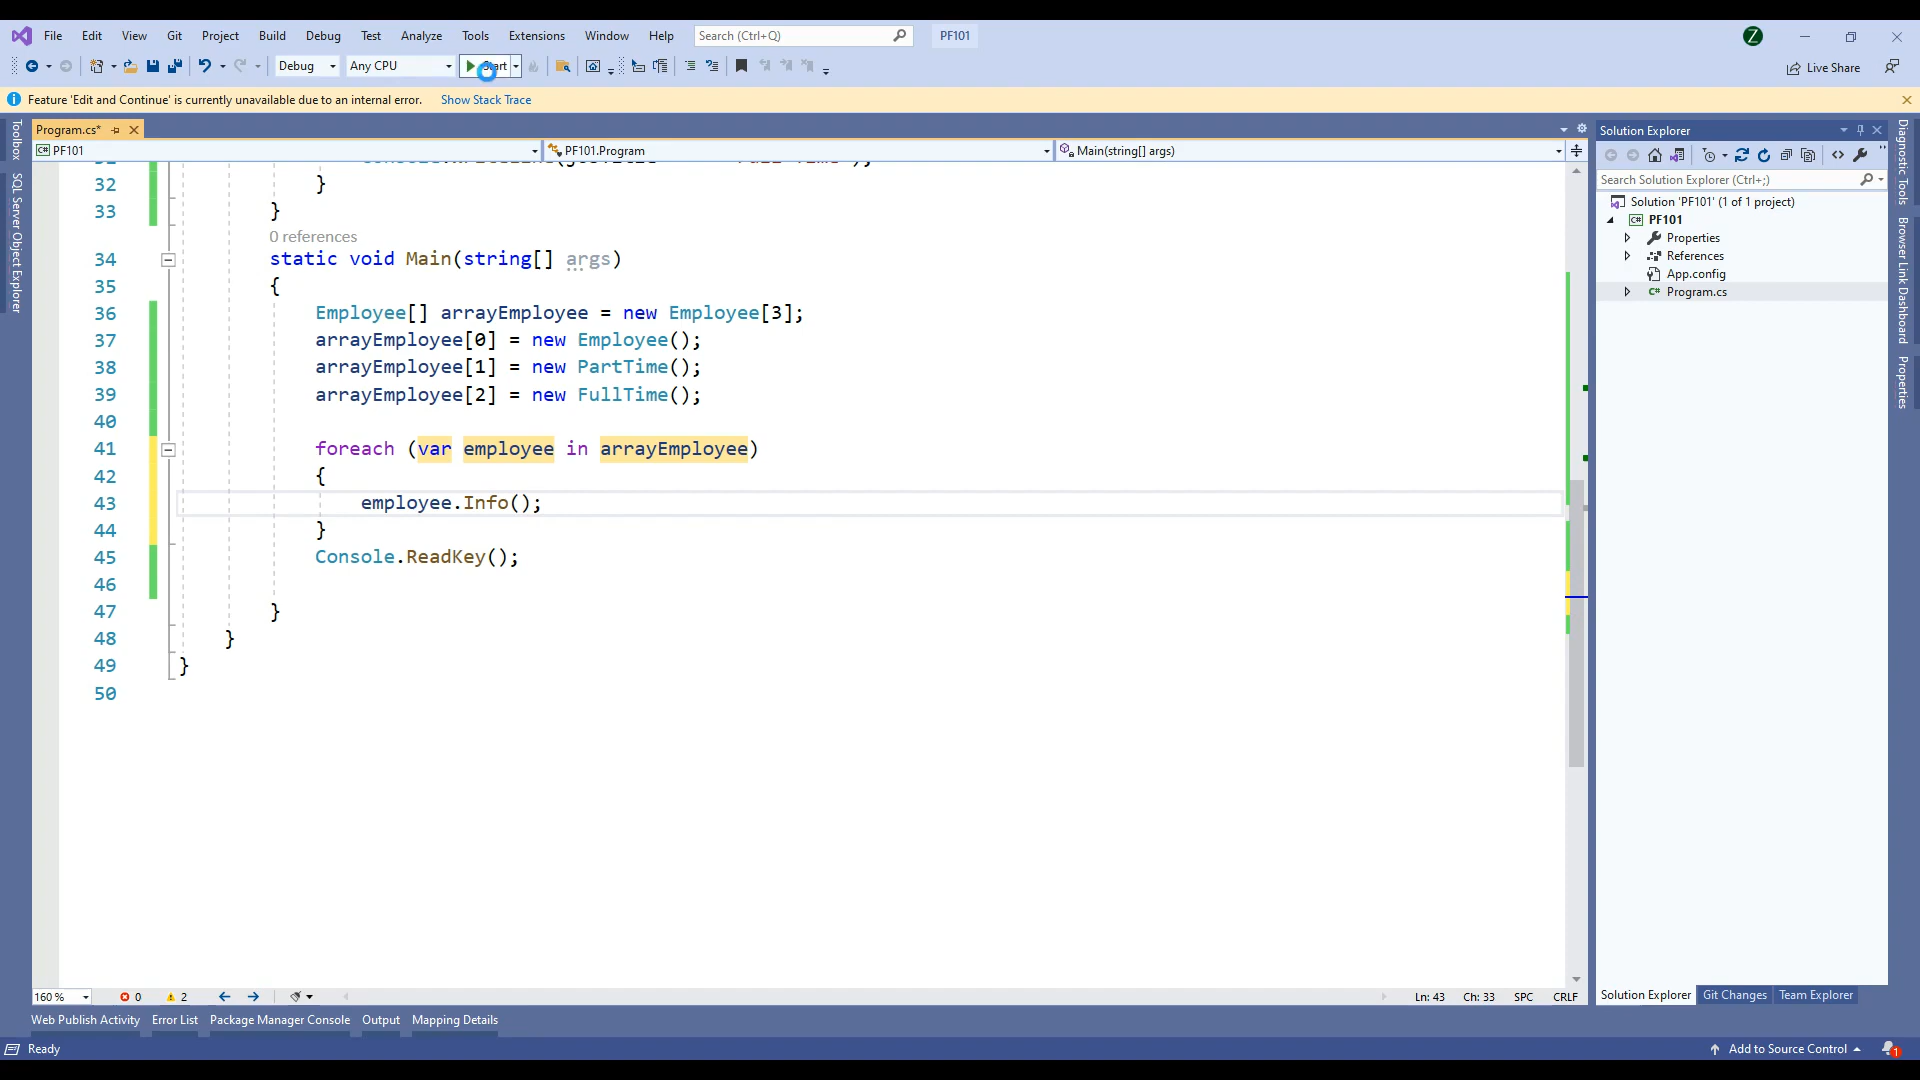 File Edit View Git Project Build Debug Test Analyze Tools Extensions Window Help Search (Ctrl+Q) PF101 Z
Debug Any CPU Live Share
Feature 'Edit and Continue' is currently unavailable due to an internal error. Show Stack Trace
Program.cs*
PF101 PF101.Program Main(string[] args)
32 }
33 }
0 references
34 static void Main(string[] args)
35 {
36 Employee[] arrayEmployee = new Employee[3];
37 arrayEmployee[0] = new Employee();
38 arrayEmployee[1] = new PartTime();
39 arrayEmployee[2] = new FullTime();
40
41 foreach (var employee in arrayEmployee)
42 {
43 employee.Info();
44 }
45 Console.ReadKey();
46
47 }
48 }
49 }
50
Toolbox
SQL Server Object Explorer
Solution Explorer
Search Solution Explorer (Ctrl+;)
Solution 'PF101' (1 of 1 project)
PF101
Properties
References
App.config
Program.cs
Diagnostic Tools
Browser Link Dashboard
Properties
160 % 0 2 Ln: 43 Ch: 33 SPC CRLF
Solution Explorer Git Changes Team Explorer
Web Publish Activity Error List Package Manager Console Output Mapping Details
Ready Add to Source Control 1